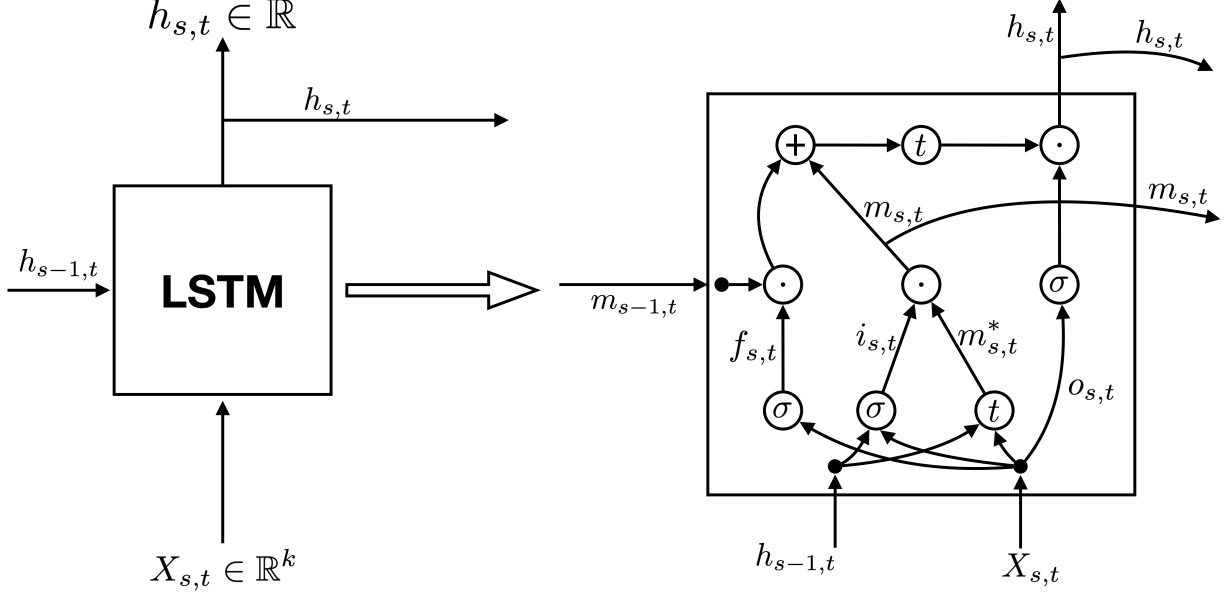 h_{s,t} ∈ ℝ
h_{s,t}
h_{s-1,t}
LSTM
X_{s,t} ∈ ℝ^k
h_{s,t}
h_{s,t}
+
t
·
m_{s,t}
m_{s,t}
m_{s-1,t}
·
·
σ
f_{s,t}
i_{s,t}
m^*_{s,t}
o_{s,t}
σ
σ
t
h_{s-1,t}
X_{s,t}